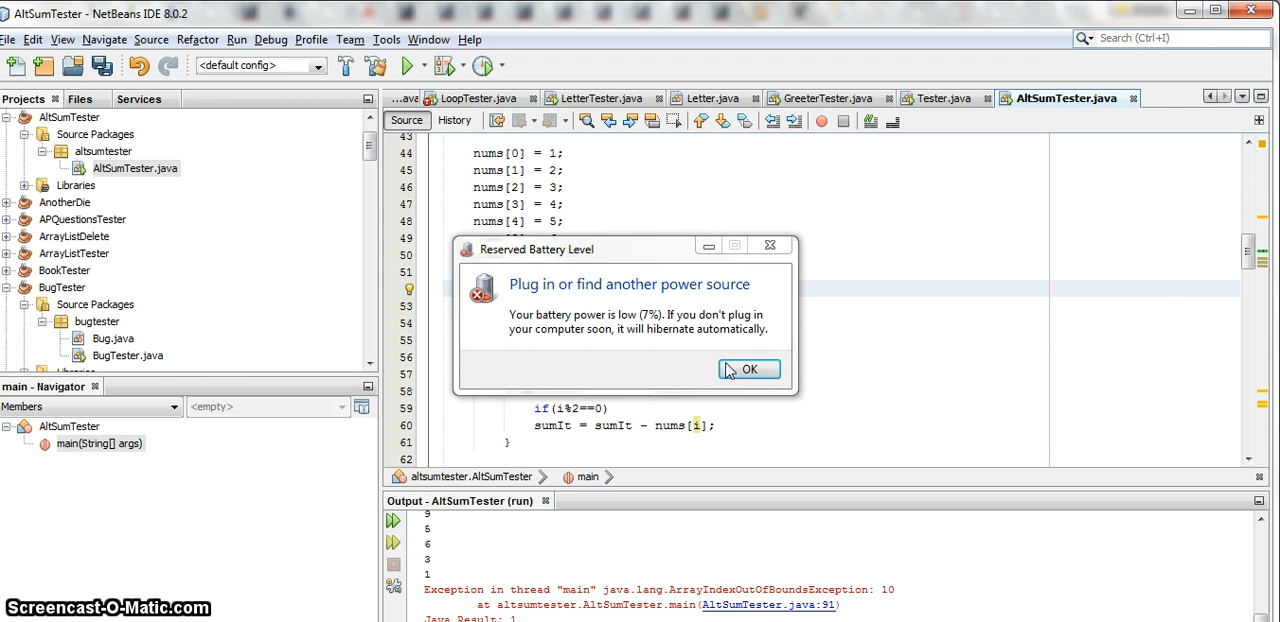 AltSumTester - NetBeans IDE 8.0.2
File Edit View Navigate Source Refactor Run Debug Profile Team Tools Window Help
Search (Ctrl+I)
<default config>
Projects Files Services
...ava LoopTester.java LetterTester.java Letter.java GreeterTester.java Tester.java AltSumTester.java
Source History
AltSumTester
Source Packages
altsumtester
AltSumTester.java
Libraries
AnotherDie
APQuestionsTester
ArrayListDelete
ArrayListTester
BookTester
BugTester
Source Packages
bugtester
Bug.java
BugTester.java
43
44 nums[0] = 1;
45 nums[1] = 2;
46 nums[2] = 3;
47 nums[3] = 4;
48 nums[4] = 5;
49
50
51
53
54
55
56
57
58
59 if(i%2==0)
60 sumIt = sumIt - nums[i];
61 }
62
Reserved Battery Level
Plug in or find another power source
Your battery power is low (7%). If you don't plug in
your computer soon, it will hibernate automatically.
OK
main - Navigator
Members <empty>
AltSumTester
main(String[] args)
altsumtester.AltSumTester main
Output - AltSumTester (run)
9
5
6
3
1
Exception in thread "main" java.lang.ArrayIndexOutOfBoundsException: 10
at altsumtester.AltSumTester.main(AltSumTester.java:91)
Java Result: 1
Screencast-O-Matic.com